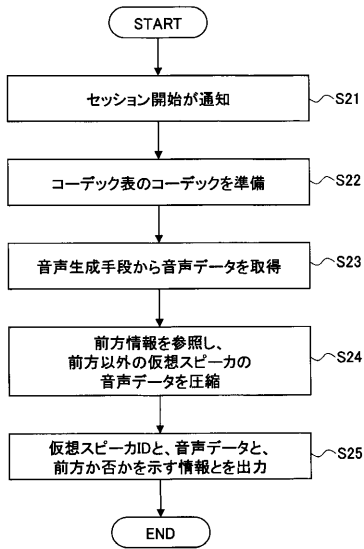 START
セッション開始が通知
S21
コーデック表のコーデックを準備
S22
音声生成手段から音声データを取得
S23
前方情報を参照し、
前方以外の仮想スピーカの
音声データを圧縮
S24
仮想スピーカIDと、音声データと、
前方か否かを示す情報とを出力
S25
END